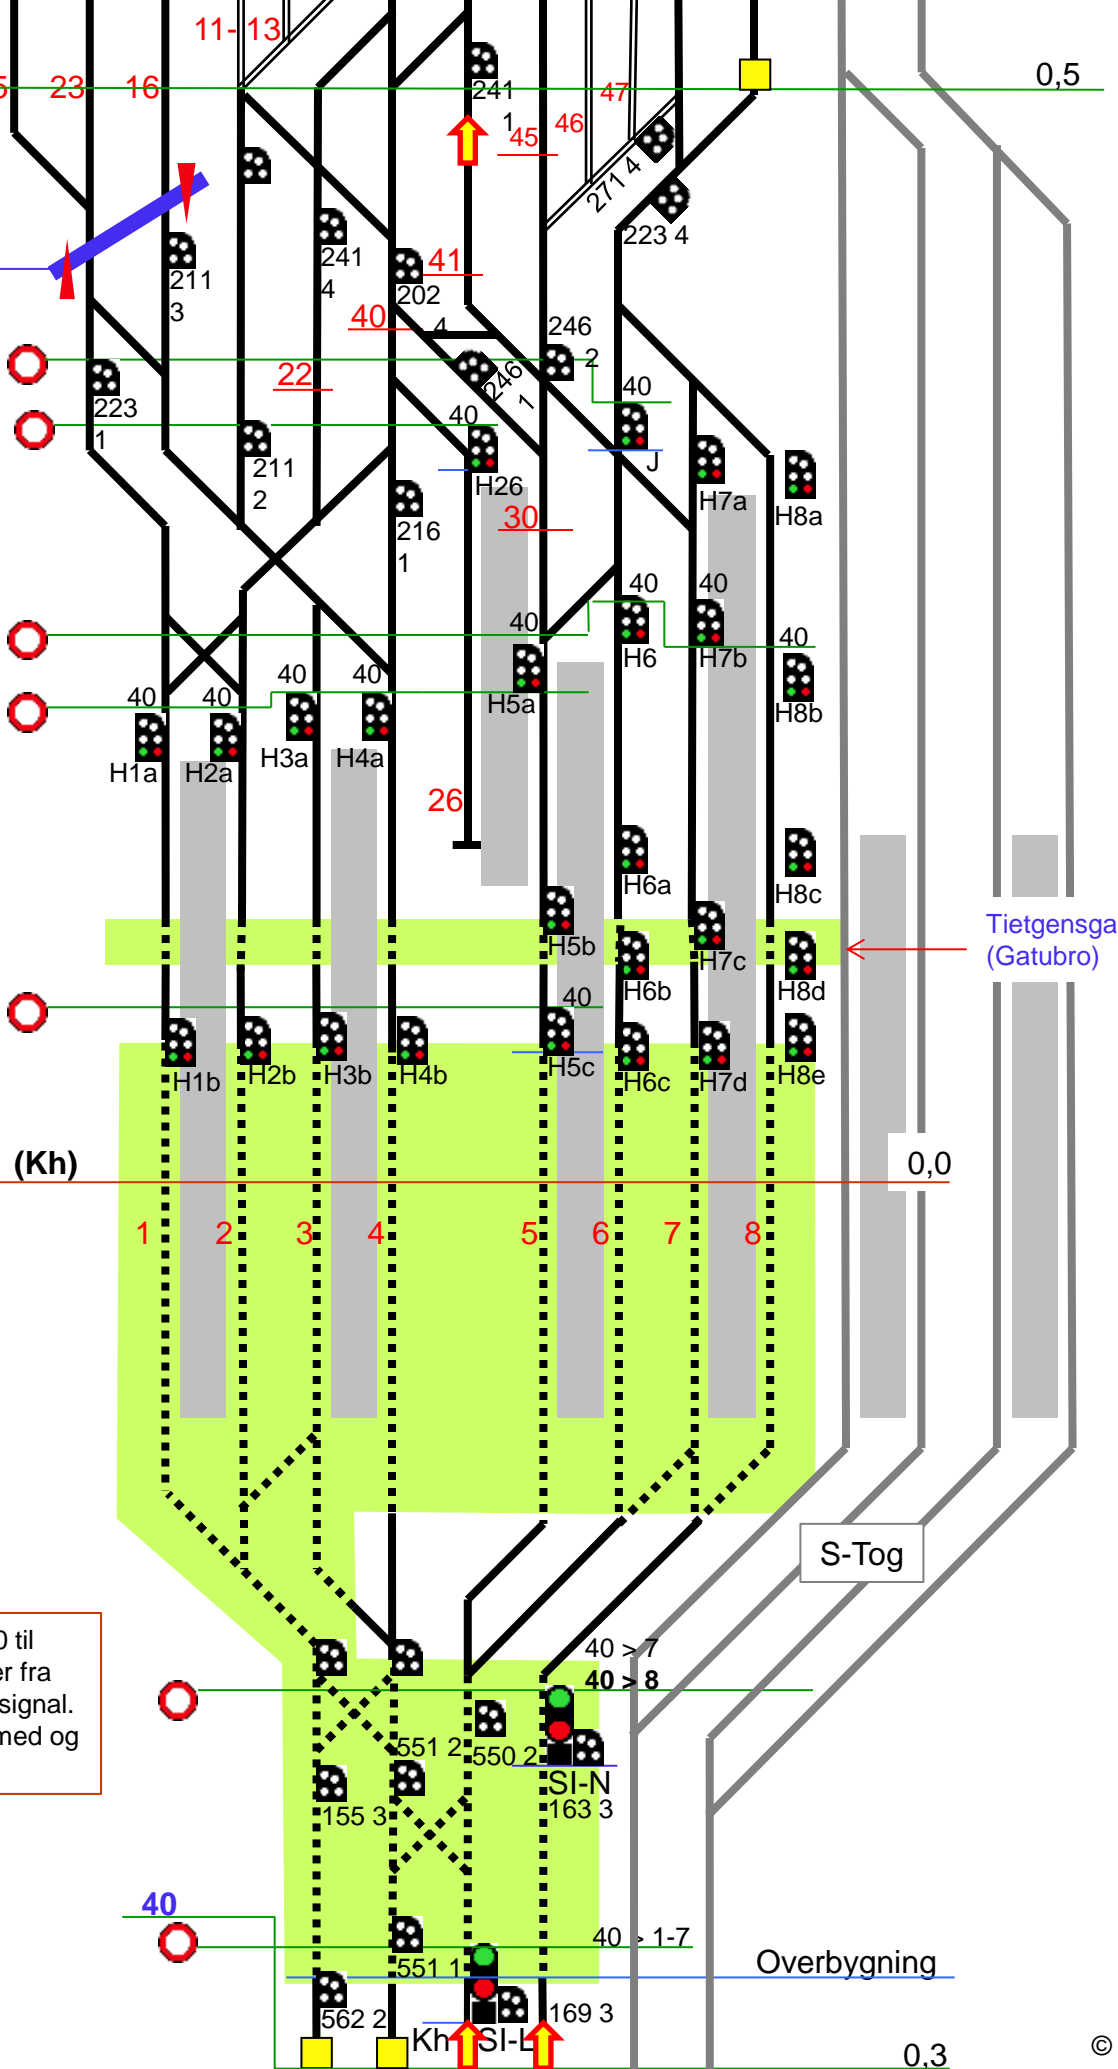 11- 13
5 23 16
0,5
241
1
47
46
45
271 4
223 4
211
3
241
4
41
202
4
40
246
2
246
1
22
223
1
40
40
J
H26
H7a
H8a
211
2
216
1
30
40
40
40
40
H6
H7b
H5a
H8b
40
40
40
40
H1a
H2a
H3a
H4a
26
H6a
H8c
H5b
H7c
H6b
H8d
Tietgensga
(Gatubro)
40
H1b
H2b
H3b
H4b
H5c
H6c
H7d
H8e
(Kh)
0,0
1 2 3 4 5 6 7 8
S-Tog
0 til
er fra
signal.
med og
40 > 7
40 > 8
551 2
550 2
SI-N
155 3
163 3
40
40 > 1-7
551 1
Overbygning
562 2
169 3
Kh SI-L
0,3
©